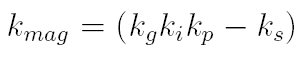 k_{mag} = (k_g k_i k_p − k_s)